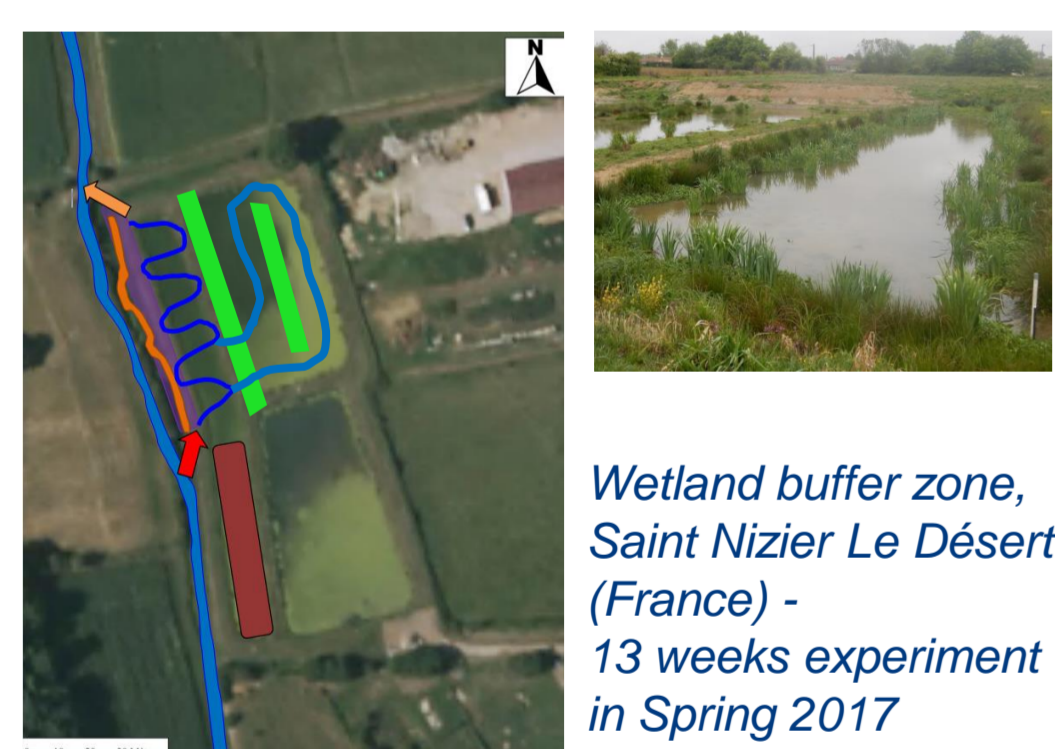 N
Wetland buffer zone,
Saint Nizier Le Désert
(France) -
13 weeks experiment
in Spring 2017